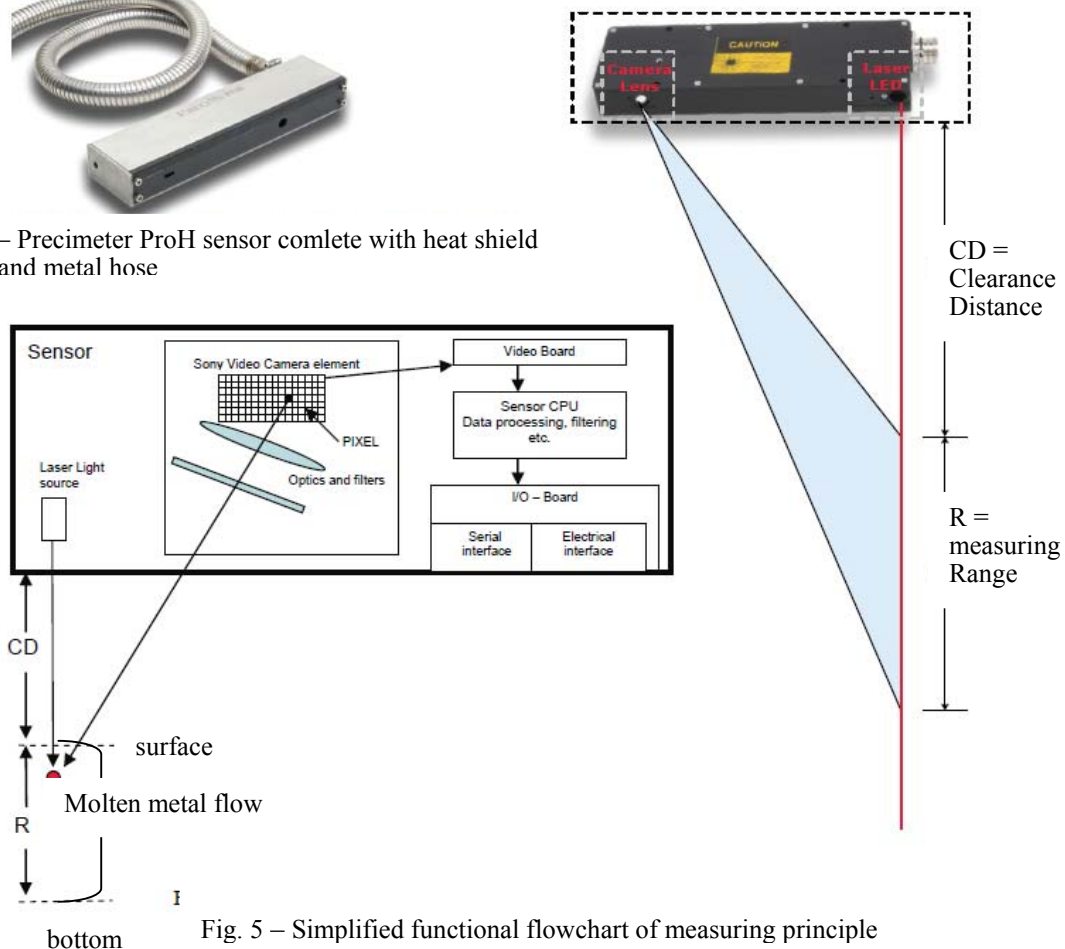 CAUTION
Camera
Lens
Laser
LED
– Precimeter ProH sensor comlete with heat shield
and metal hose
CD =
Clearance
Distance
R =
measuring
Range
Sensor
Sony Video Camera element
PIXEL
Optics and filters
Laser Light
source
Video Board
Sensor CPU
Data processing, filtering
etc.
I/O – Board
Serial
interface
Electrical
interface
CD
surface
Molten metal flow
R
bottom
Fig. 5 – Simplified functional flowchart of measuring principle